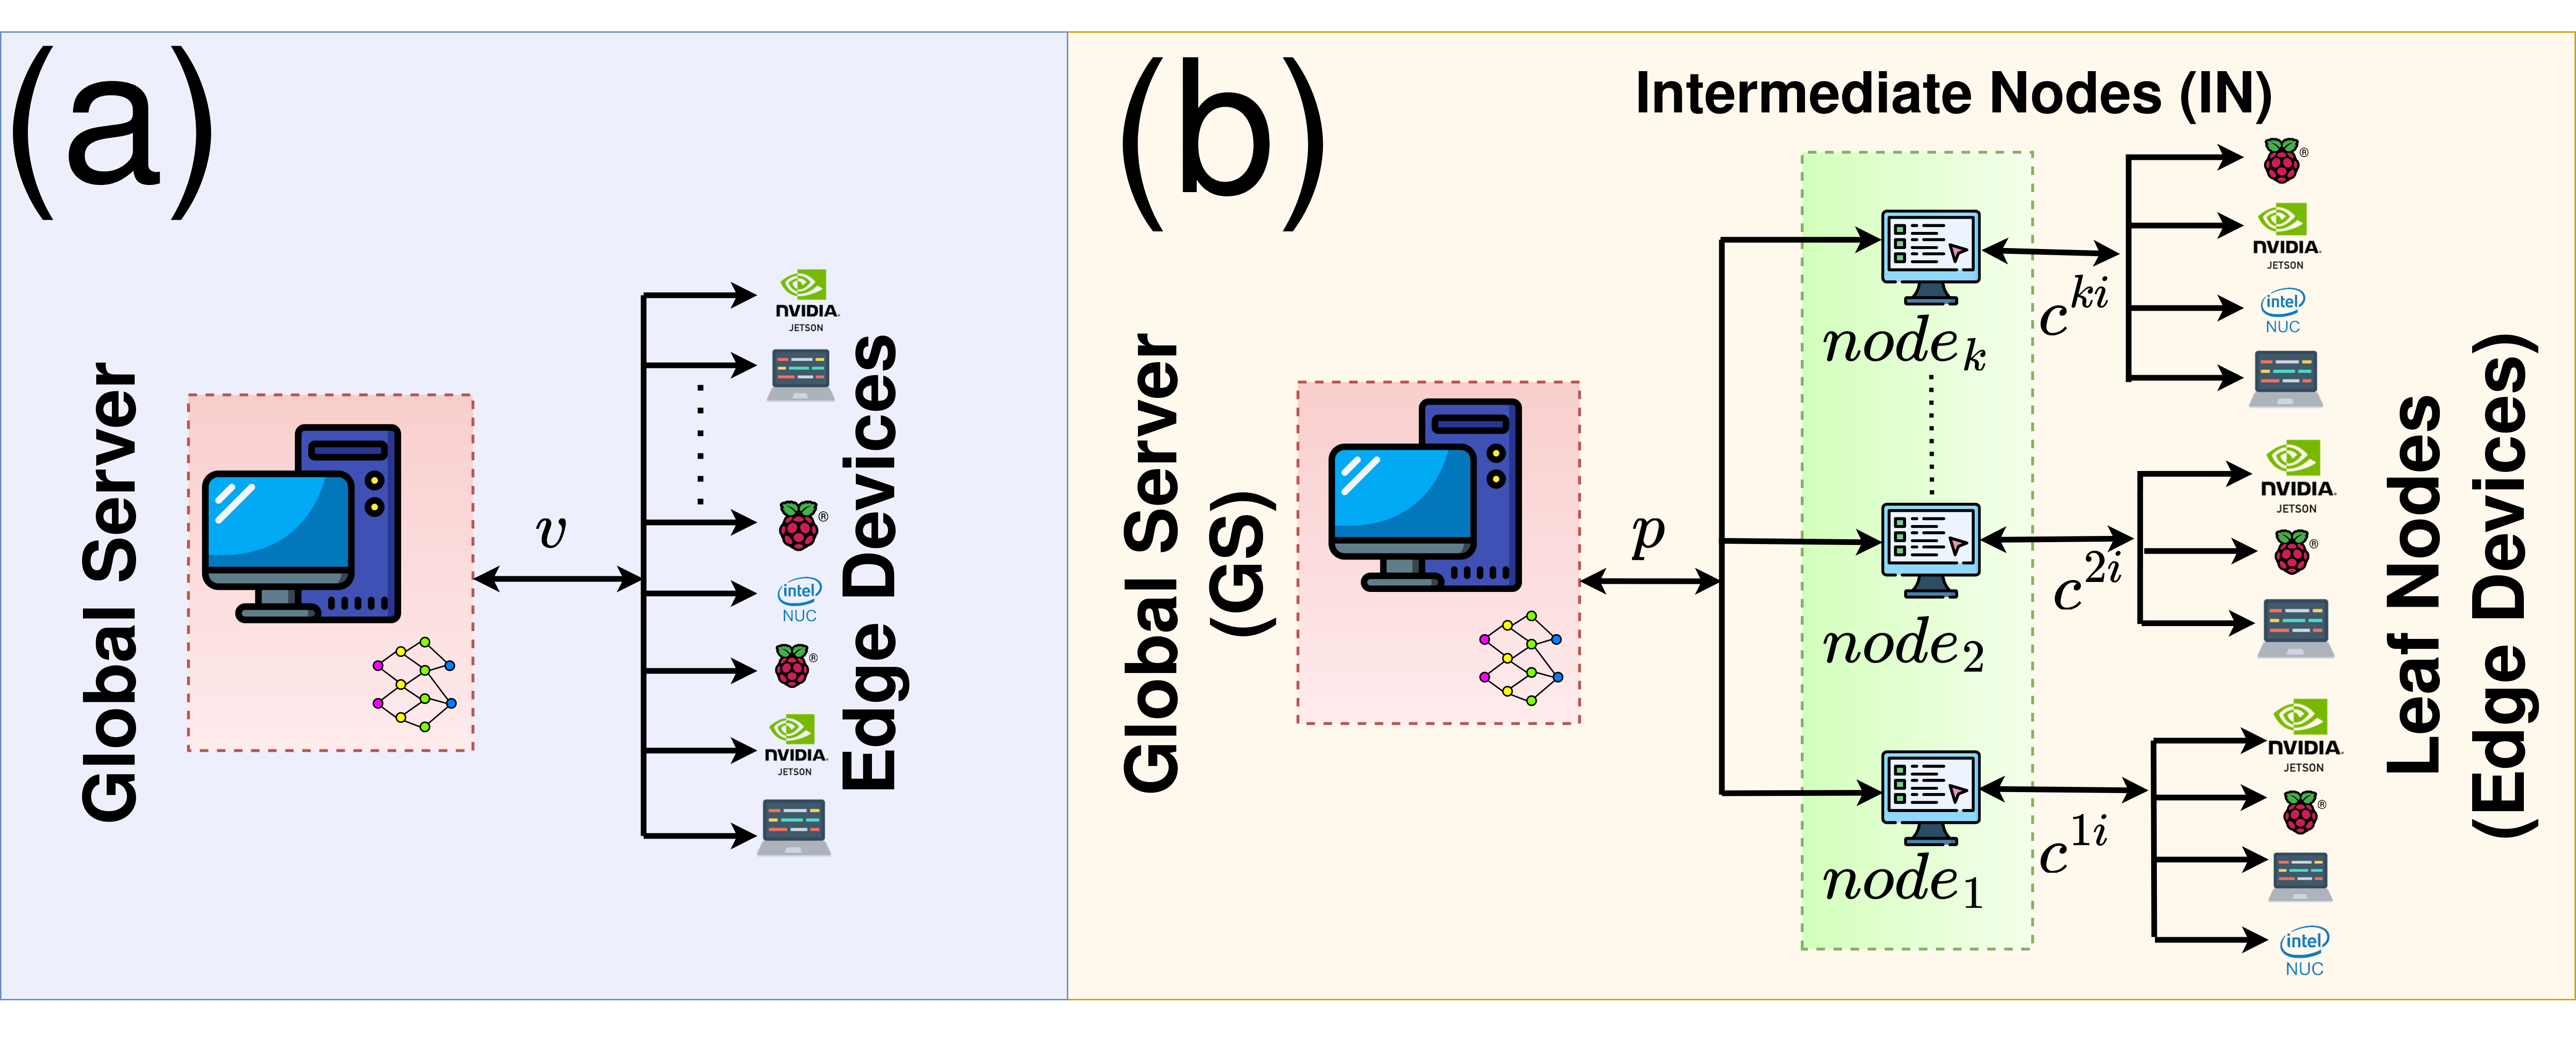 (a)
Global Server
v
NVIDIA.
JETSON
®
intel
NUC
®
NVIDIA.
JETSON
Edge Devices
(b)
Intermediate Nodes (IN)
Global Server
(GS)
p
node_k
node_2
node_1
c^{ki}
c^{2i}
c^{1i}
®
NVIDIA.
JETSON
intel
NUC
NVIDIA.
JETSON
®
NVIDIA.
JETSON
®
intel
NUC
Leaf Nodes
(Edge Devices)